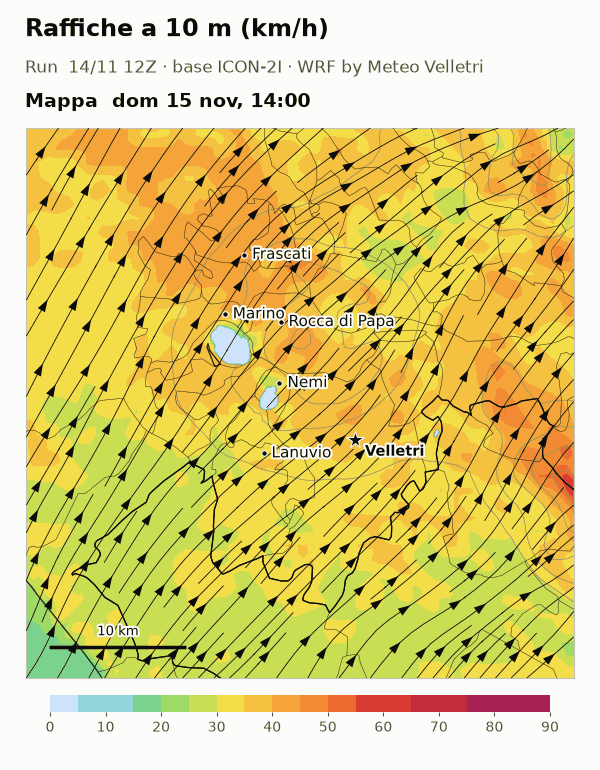 Raffiche a 10 m (km/h)
Run  14/11 12Z · base ICON-2I · WRF by Meteo Velletri
Mappa  dom 15 nov, 14:00
Frascati
Marino
Rocca di Papa
Nemi
Velletri
Lanuvio
10 km
0 10 20 30 40 50 60 70 80 90